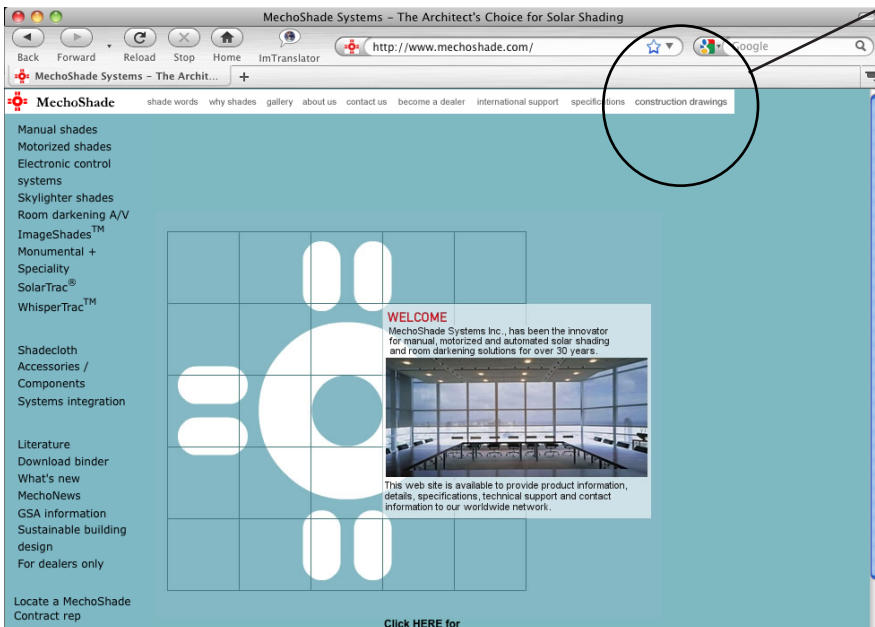 MechoShade Systems – The Architect's Choice for Solar Shading
Back Forward Reload Stop Home ImTranslator http://www.mechoshade.com/ Google
MechoShade Systems – The Archit... +
MechoShade shade words why shades gallery about us contact us become a dealer international support specifications construction drawings
Manual shades
Motorized shades
Electronic control
systems
Skylighter shades
Room darkening A/V
ImageShades™
Monumental +
Speciality
SolarTrac®
WhisperTrac™
Shadecloth
Accessories /
Components
Systems integration
Literature
Download binder
What's new
MechoNews
GSA information
Sustainable building
design
For dealers only
Locate a MechoShade
Contract rep
WELCOME
MechoShade Systems Inc., has been the innovator
for manual, motorized and automated solar shading
and room darkening solutions for over 30 years.
This web site is available to provide product information,
details, specifications, technical support and contact
information to our worldwide network.
Click HERE for